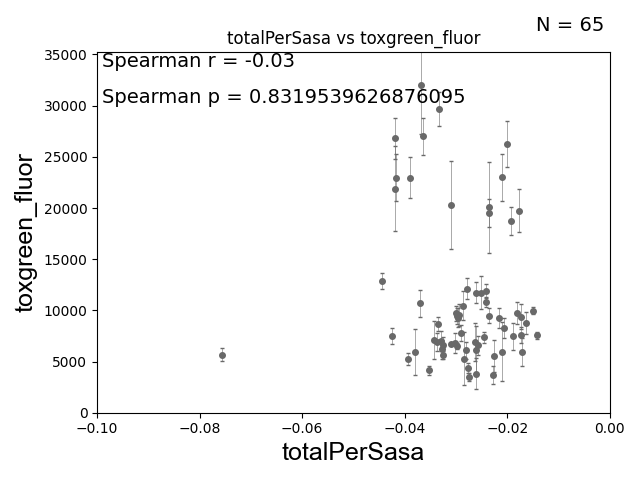 N = 65
totalPerSasa vs toxgreen_fluor
Spearman r = -0.03
Spearman p = 0.8319539626876095
35000
30000
25000
20000
15000
10000
5000
0
toxgreen_fluor
−0.10
−0.08
−0.06
−0.04
−0.02
0.00
totalPerSasa